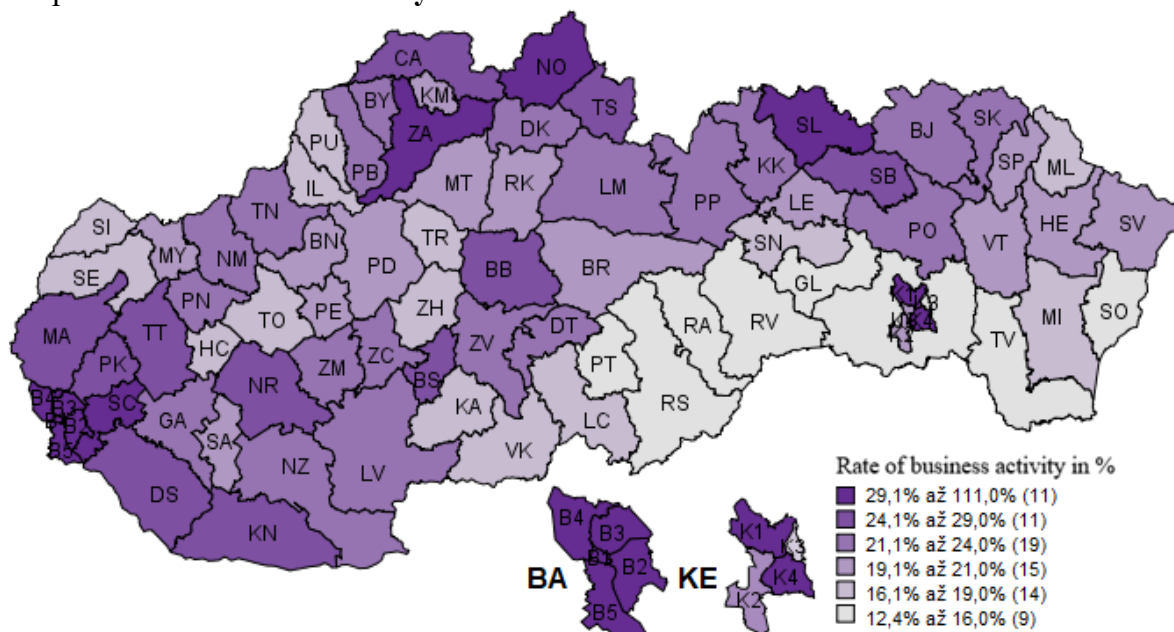 CA
NO
BY
KM
TS
PU
ZA
DK
SL
BJ
SK
PB
KK
SP
ML
IL
MT
RK
LM
SB
LE
PP
HE
SV
TN
SI
BN
TR
SN
PO
VT
MY
NM
PD
BB
BR
SE
GL
PN
PE
ZH
RA
RV
SO
MA
TT
TO
DT
TV
MI
HC
ZM
ZC
ZV
PT
PK
NR
BS
SC
KA
RS
GA
SA
LC
VK
NZ
LV
DS
KN
B5
Rate of business activity in %
29,1% až 111,0% (11)
24,1% až 29,0% (11)
21,1% až 24,0% (19)
19,1% až 21,0% (15)
16,1% až 19,0% (14)
12,4% až 16,0% (9)
BA
B4
B3
B1
B2
B5
KE
K1
K4
K2